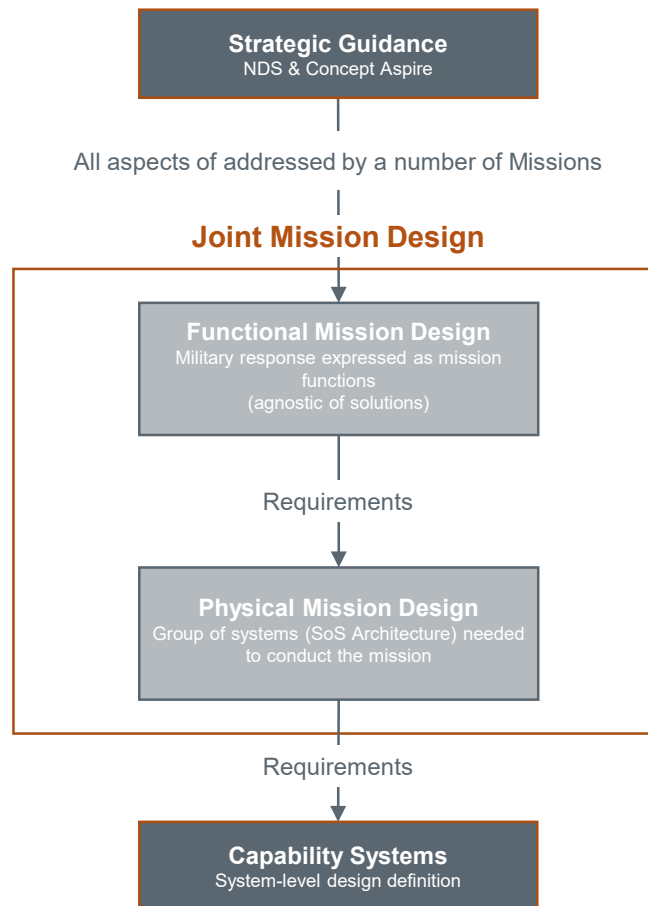 Strategic Guidance
NDS & Concept Aspire
All aspects of addressed by a number of Missions
Joint Mission Design
Functional Mission Design
Military response expressed as mission
functions
(agnostic of solutions)
Requirements
Physical Mission Design
Group of systems (SoS Architecture) needed
to conduct the mission
Requirements
Capability Systems
System-level design definition